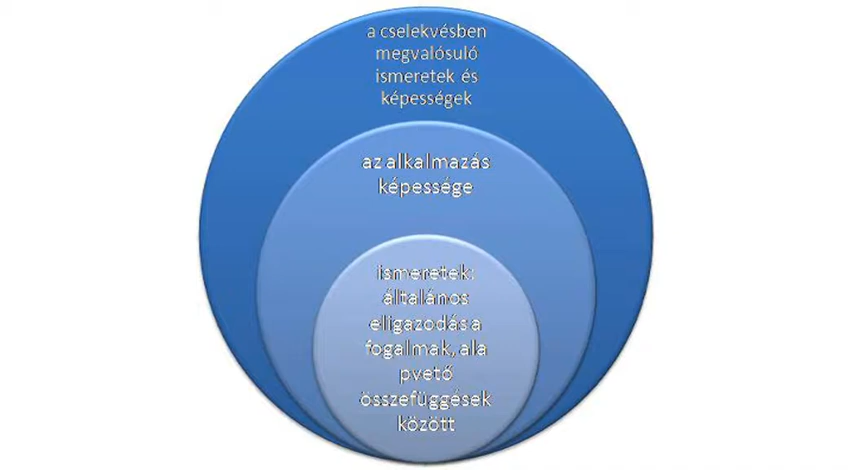 a cselekvésben
megvalósuló
ismeretek és
képességek
az alkalmazás
képessége
ismeretek:
általános
eligazodás a
fogalmak, ala
pvető
összefüggések
között